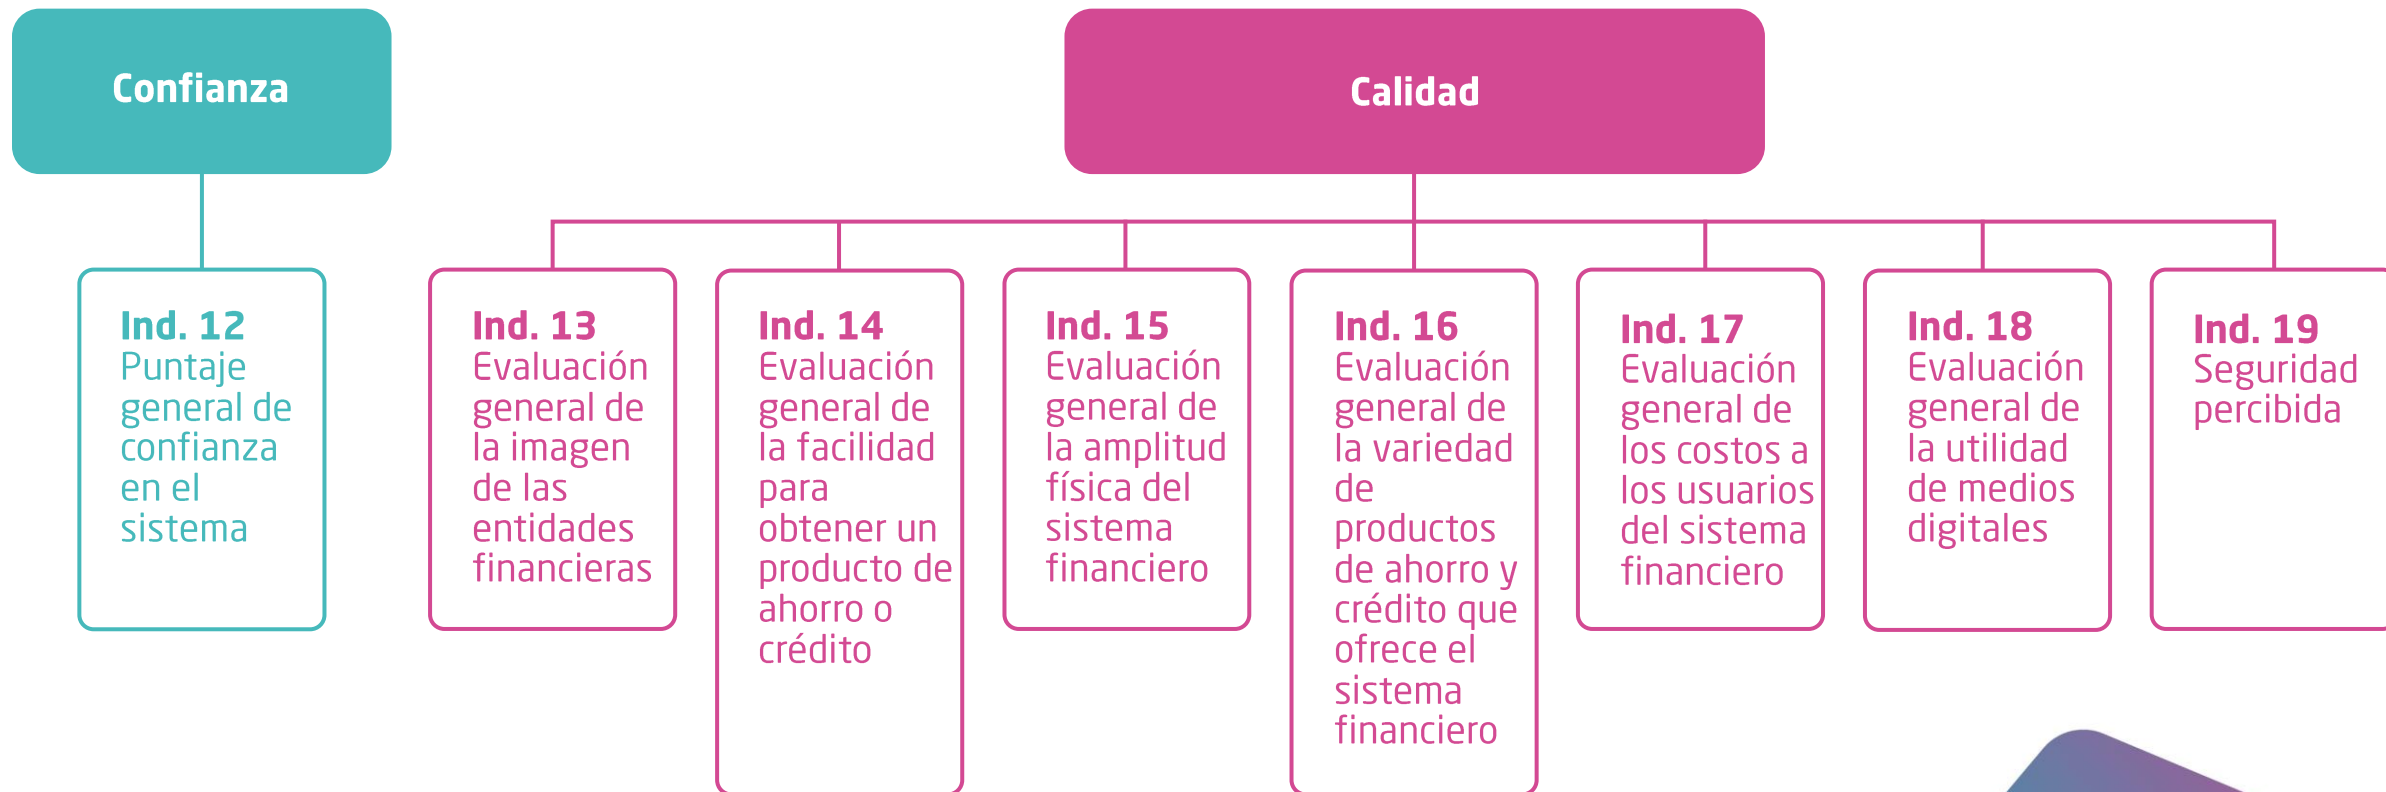 Confianza
Calidad
Ind. 12
Puntaje
general de
confianza
en el
sistema
Ind. 13
Evaluación
general de
la imagen
de las
entidades
financieras
Ind. 14
Evaluación
general de
la facilidad
para
obtener un
producto de
ahorro o
crédito
Ind. 15
Evaluación
general de
la amplitud
física del
sistema
financiero
Ind. 16
Evaluación
general de
la variedad
de
productos
de ahorro y
crédito que
ofrece el
sistema
financiero
Ind. 17
Evaluación
general de
los costos a
los usuarios
del sistema
financiero
Ind. 18
Evaluación
general de
la utilidad
de medios
digitales
Ind. 19
Seguridad
percibida